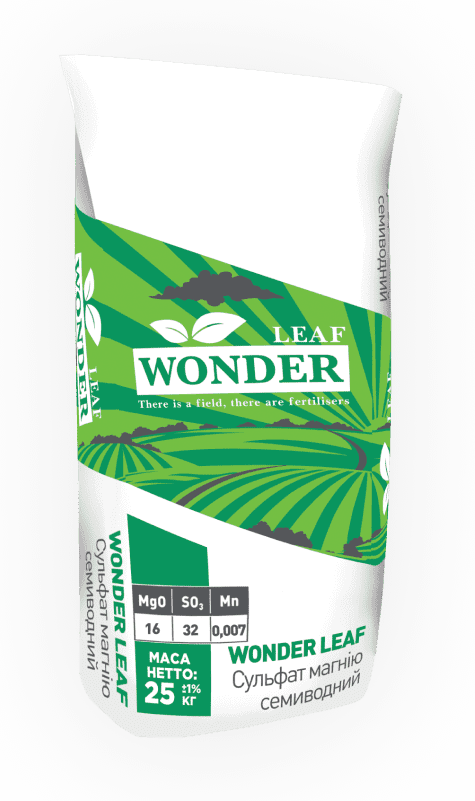 LEAF
WONDER
There is a field, there are fertilisers
MgO SO₃ Mn
16 32 0,007
МАСА
НЕТТО:
25 ±1%
КГ
WONDER LEAF
Сульфат магнію
семиводний
WONDER LEAF
Сульфат магнію
семиводний
LEAF
WONDER
семиводний